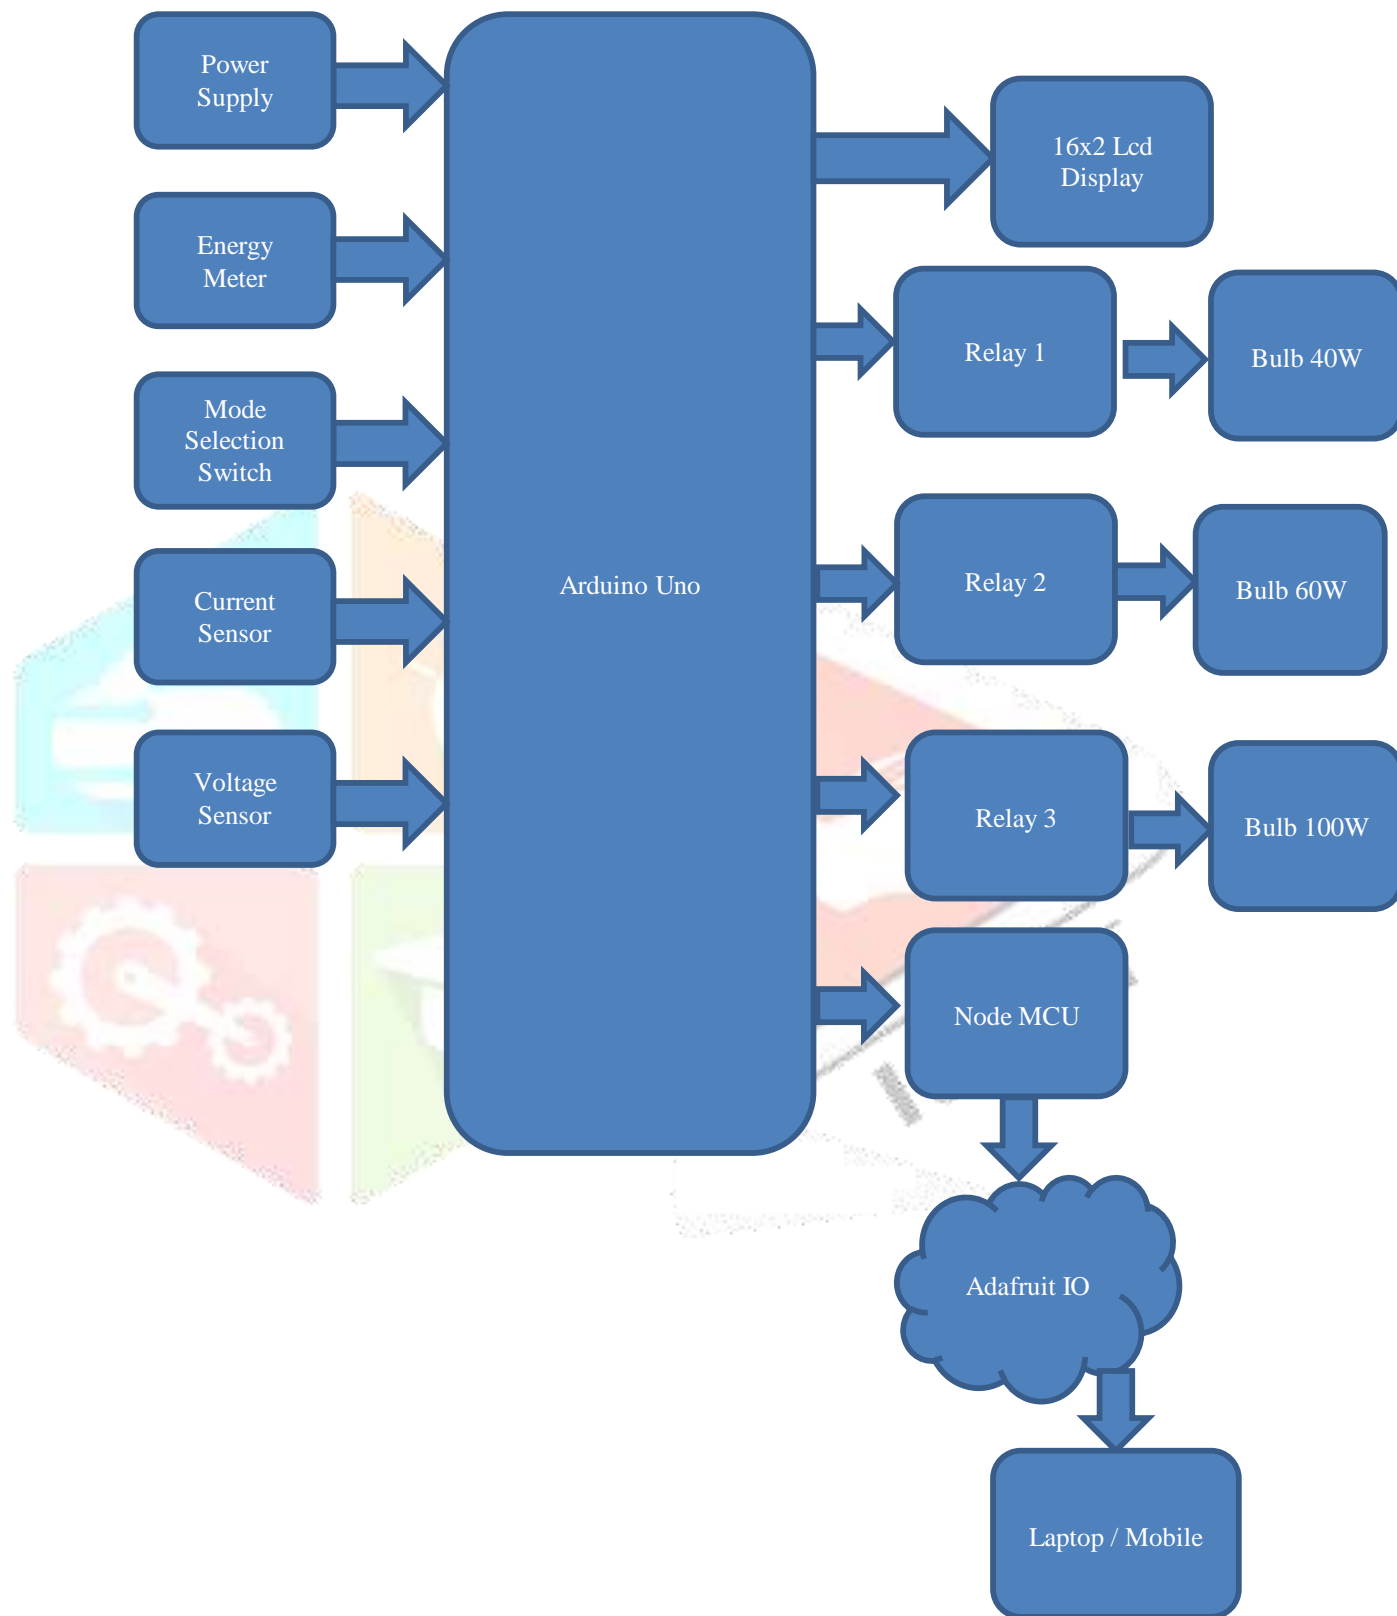 Power
Supply
Energy
Meter
Mode
Selection
Switch
Current
Sensor
Voltage
Sensor
Arduino Uno
16x2 Lcd
Display
Relay 1
Bulb 40W
Relay 2
Bulb 60W
Relay 3
Bulb 100W
Node MCU
Adafruit IO
Laptop / Mobile